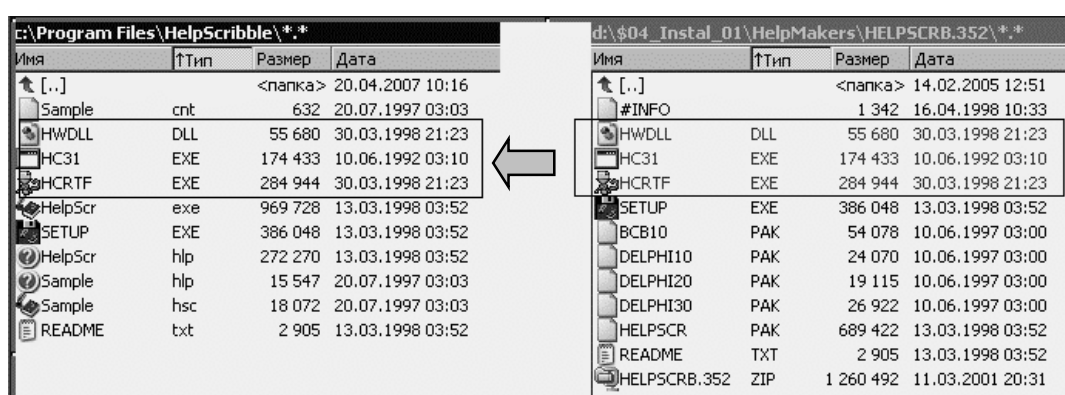 c:\Program Files\HelpScribble\*.*
Имя ↑Тип Размер Дата
[..] <папка> 20.04.2007 10:16
Sample cnt 632 20.07.1997 03:03
HWDLL DLL 55 680 30.03.1998 21:23
HC31 EXE 174 433 10.06.1992 03:10
HCRTF EXE 284 944 30.03.1998 21:23
HelpScr exe 969 728 13.03.1998 03:52
SETUP EXE 386 048 13.03.1998 03:52
HelpScr hlp 272 270 13.03.1998 03:52
Sample hlp 15 547 20.07.1997 03:03
Sample hsc 18 072 20.07.1997 03:03
README txt 2 905 13.03.1998 03:52
d:\$04_Instal_01\HelpMakers\HELPSCRB.352\*.*
Имя ↑Тип Размер Дата
[..] <папка> 14.02.2005 12:51
#INFO 1 342 16.04.1998 10:33
HWDLL DLL 55 680 30.03.1998 21:23
HC31 EXE 174 433 10.06.1992 03:10
HCRTF EXE 284 944 30.03.1998 21:23
SETUP EXE 386 048 13.03.1998 03:52
BCB10 PAK 54 078 10.06.1997 03:00
DELPHI10 PAK 24 070 10.06.1997 03:00
DELPHI20 PAK 19 115 10.06.1997 03:00
DELPHI30 PAK 26 922 10.06.1997 03:00
HELPSCR PAK 689 422 13.03.1998 03:52
README TXT 2 905 13.03.1998 03:52
HELPSCRB.352 ZIP 1 260 492 11.03.2001 20:31